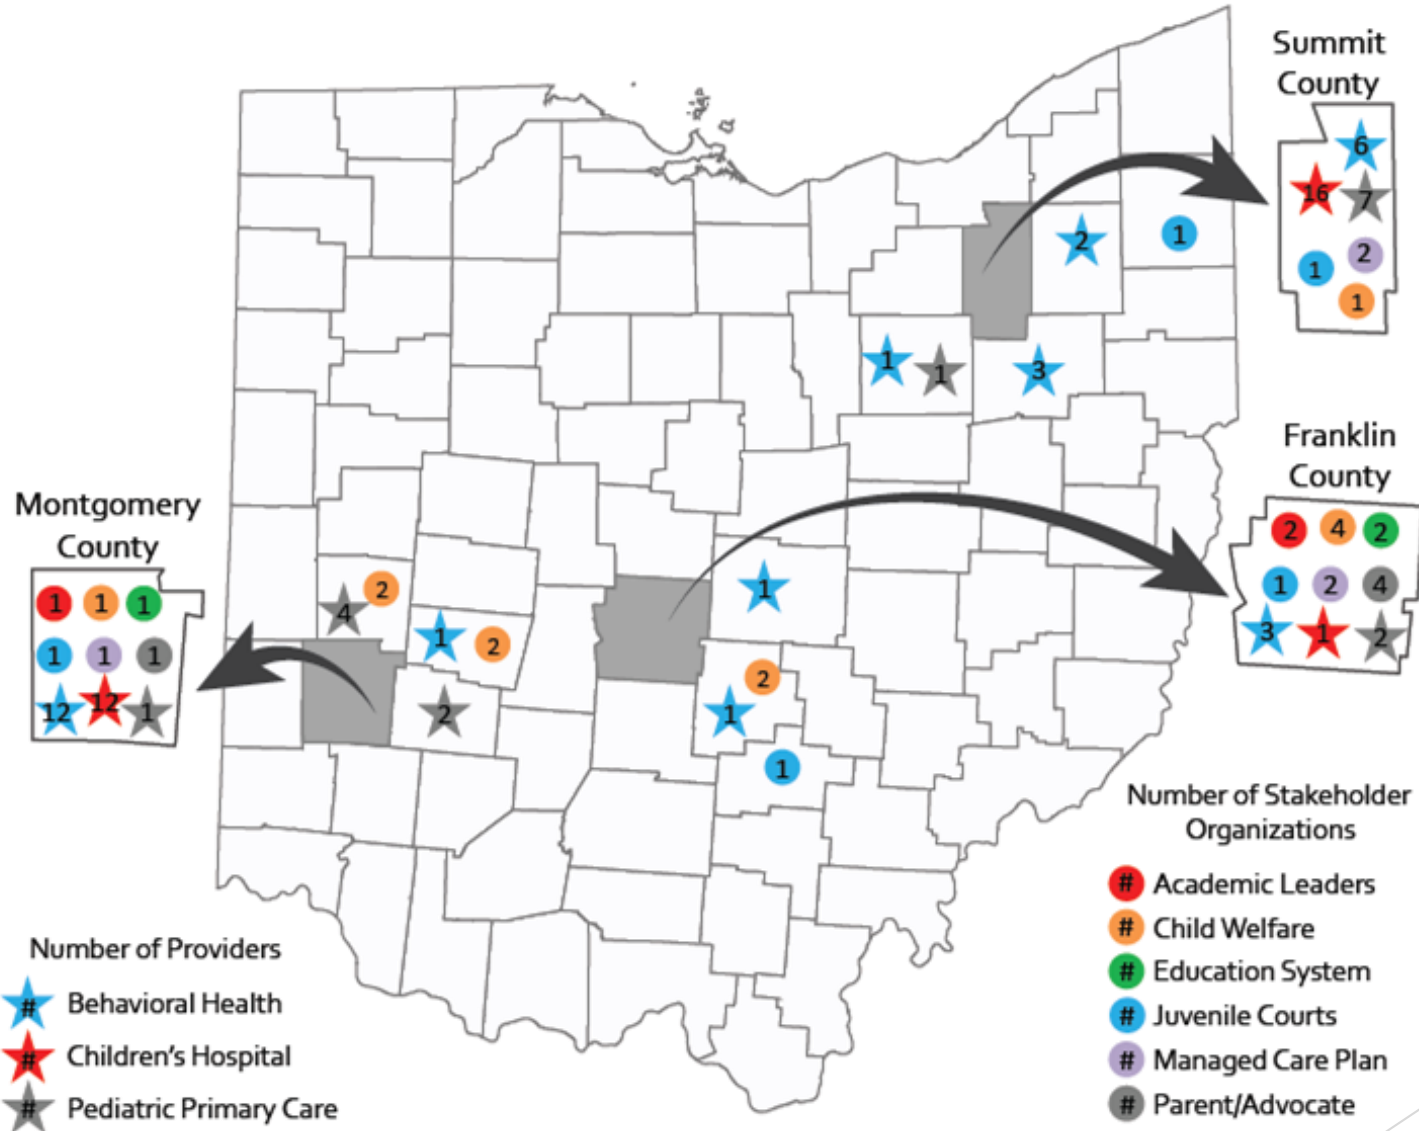 Summit
County
6
16
7
1
2
1
2
1
1
1
3
Franklin
County
2
4
2
1
2
4
3
1
2
Montgomery
County
1
1
1
1
1
1
12
12
1
4
2
1
2
2
1
2
1
1
Number of Providers
# Behavioral Health
# Children's Hospital
# Pediatric Primary Care
Number of Stakeholder
Organizations
# Academic Leaders
# Child Welfare
# Education System
# Juvenile Courts
# Managed Care Plan
# Parent/Advocate